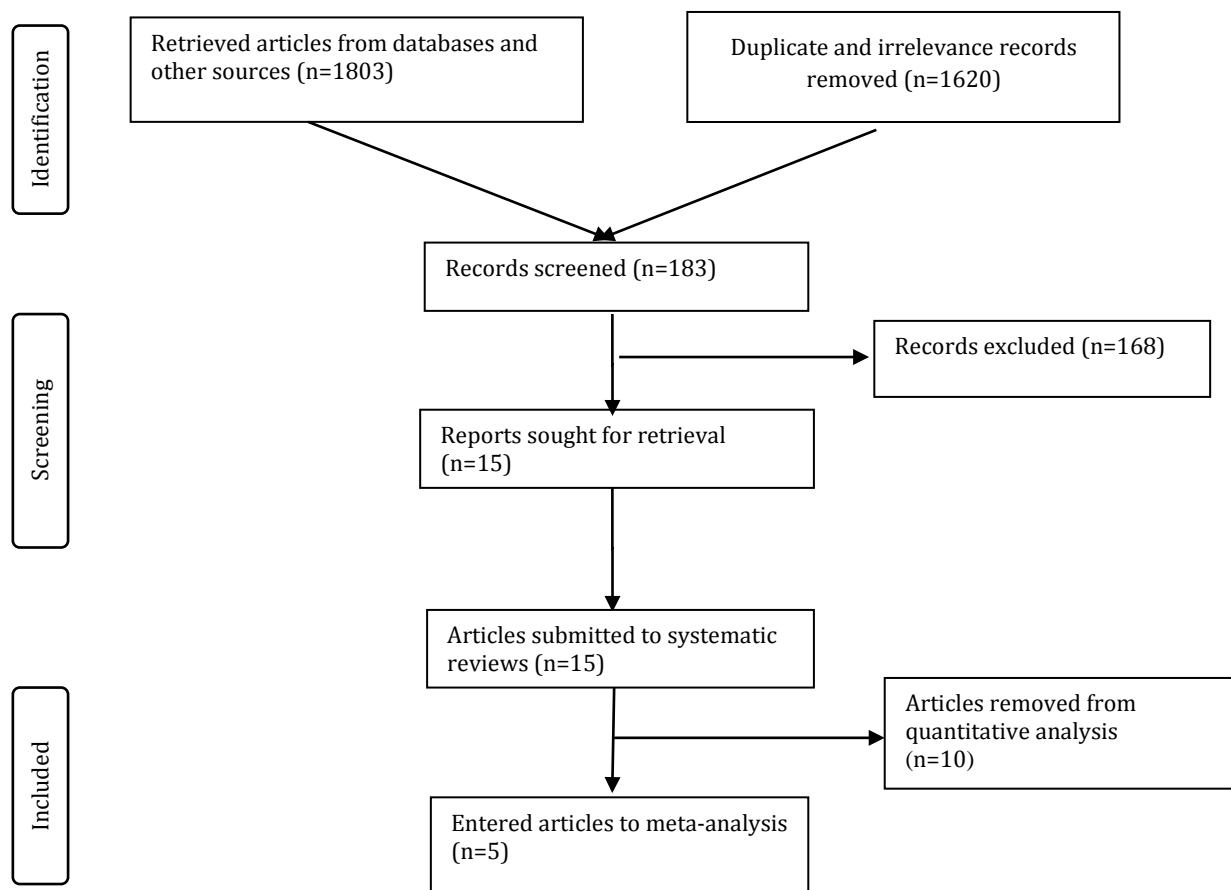 Identification
Retrieved articles from databases and
other sources (n=1803)
Duplicate and irrelevance records
removed (n=1620)
Records screened (n=183)
Screening
Records excluded (n=168)
Reports sought for retrieval
(n=15)
Articles submitted to systematic
reviews (n=15)
Included
Articles removed from
quantitative analysis
(n=10)
Entered articles to meta-analysis
(n=5)